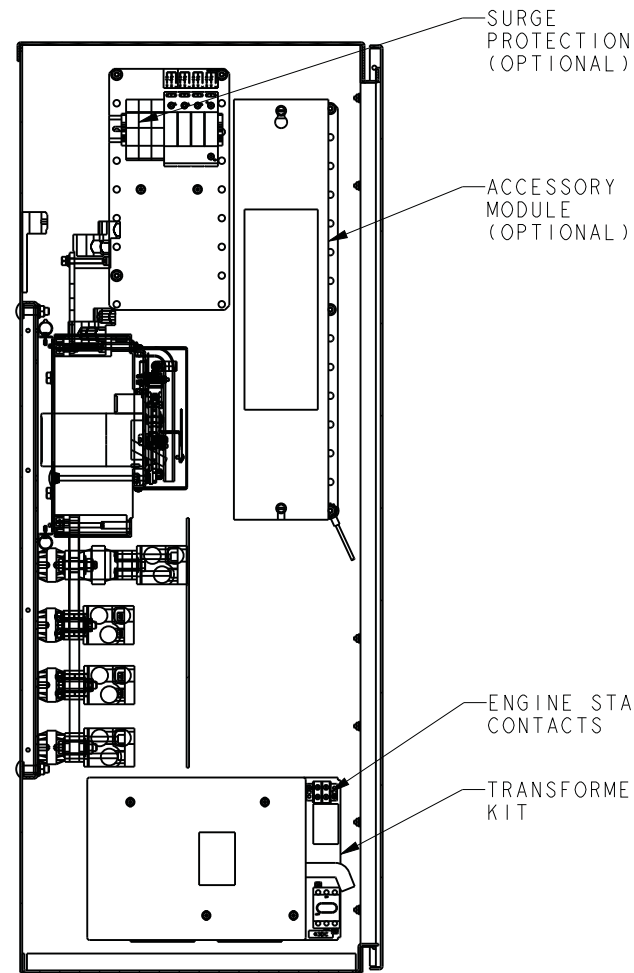 SURGE
PROTECTION
(OPTIONAL)
ACCESSORY
MODULE
(OPTIONAL)
ENGINE STA
CONTACTS
TRANSFORME
KIT